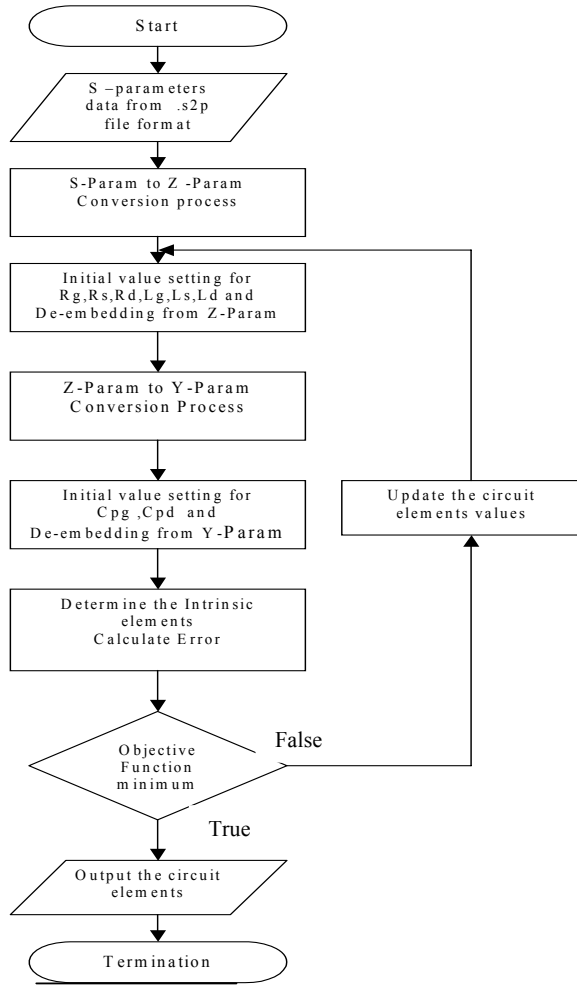 Start
S –parameters
data from .s2p
file format
S-Param to Z -Param
Conversion process
Initial value setting for
Rg,Rs,Rd,Lg,Ls,Ld and
De-embedding from Z-Param
Z-Param to Y-Param
Conversion Process
Initial value setting for
Cpg ,Cpd and
De-embedding from Y-Param
Update the circuit
elements values
Determine the Intrinsic
elements
Calculate Error
Objective
Function
minimum
False
True
Output the circuit
elements
Termination